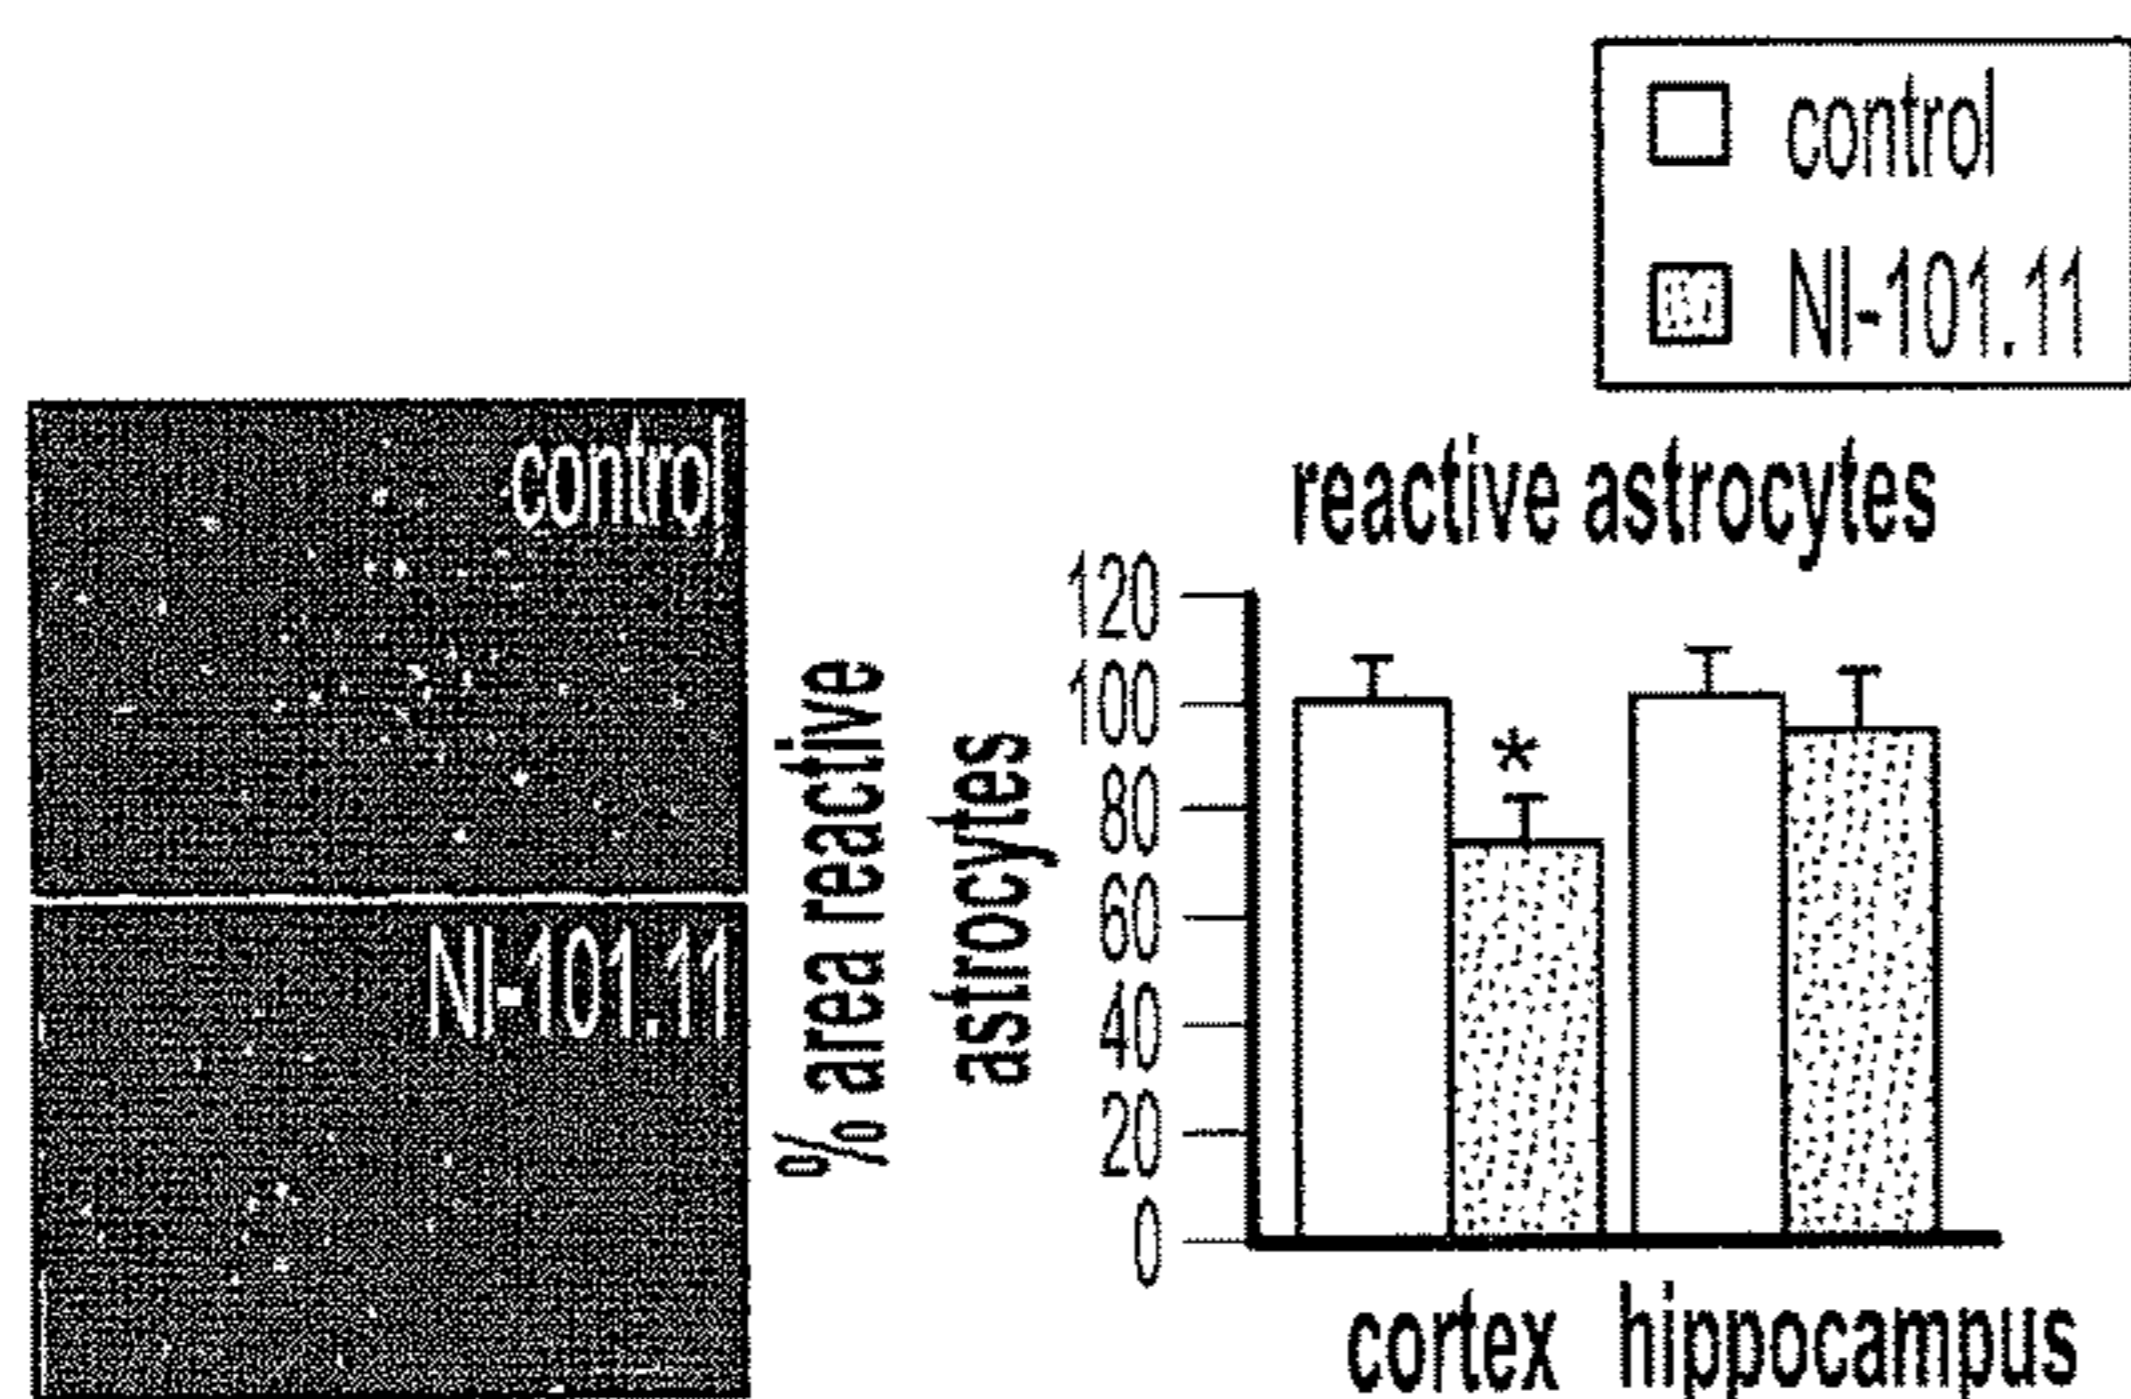 control
NI-101.11
control
NI-101.11
reactive astrocytes
% area reactive
astrocytes
120
100
80
60
40
20
0
*
cortex hippocampus